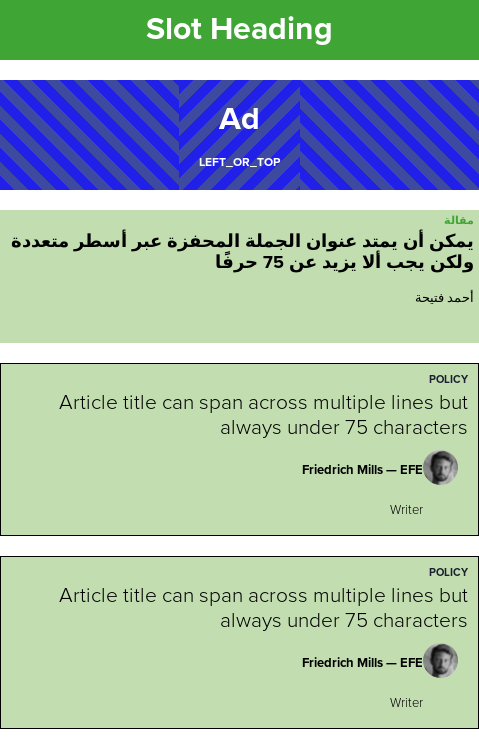 Slot Heading
Ad
LEFT_OR_TOP
مقالة
يمكن أن يمتد عنوان الجملة المحفزة عبر أسطر متعددة
ولكن يجب ألا يزيد عن 75 حرفًا
أحمد فتيحة
POLICY
Article title can span across multiple lines but
always under 75 characters
Friedrich Mills — EFE
Writer
POLICY
Article title can span across multiple lines but
always under 75 characters
Friedrich Mills — EFE
Writer